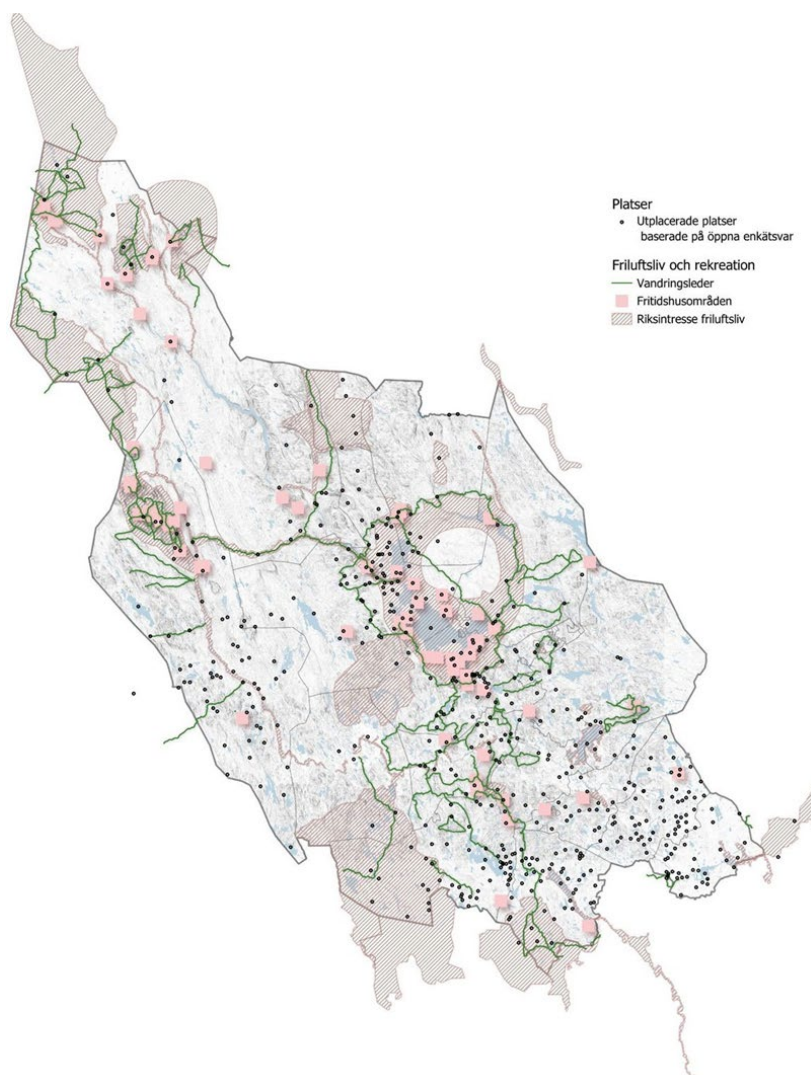 Platser
Utplacerade platser
baserade på öppna enkätsvar
Friluftsliv och rekreation
Vandringsleder
Fritidshusområden
Riksintresse friluftsliv